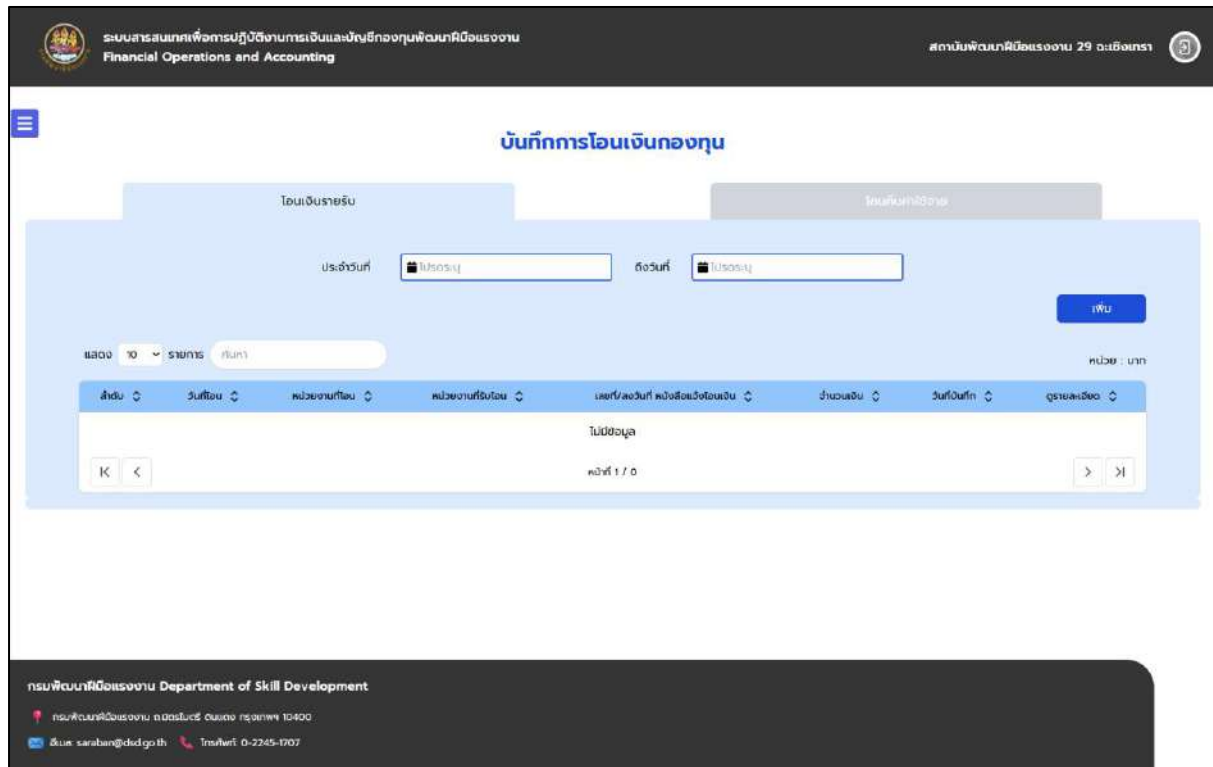 ระบบสารสนเทศเพื่อการปฏิบัติงานการเงินและบัญชีกองทุนพัฒนาฝีมือแรงงาน
Financial Operations and Accounting
สถาบันพัฒนาฝีมือแรงงาน 29 ฉะเชิงเทรา
บันทึกการโอนเงินกองทุน
โอนเงินรายรับ
โอนคืนค่าใช้จ่าย
ประจำวันที่ โปรดระบุ ถึงวันที่ โปรดระบุ
เพิ่ม
แสดง 10 รายการ ค้นหา
หน่วย : บาท
ลำดับ วันที่โอน หน่วยงานที่โอน หน่วยงานที่รับโอน เลขที่/ลงวันที่ หนังสือแจ้งโอนเงิน จำนวนเงิน วันที่บันทึก ดูรายละเอียด
ไม่มีข้อมูล
หน้าที่ 1 / 0
กรมพัฒนาฝีมือแรงงาน Department of Skill Development
กรมพัฒนาฝีมือแรงงาน ถ.มิตรไมตรี ดินแดง กรุงเทพฯ 10400
อีเมล: saraban@dsd.go.th โทรศัพท์: 0-2245-1707